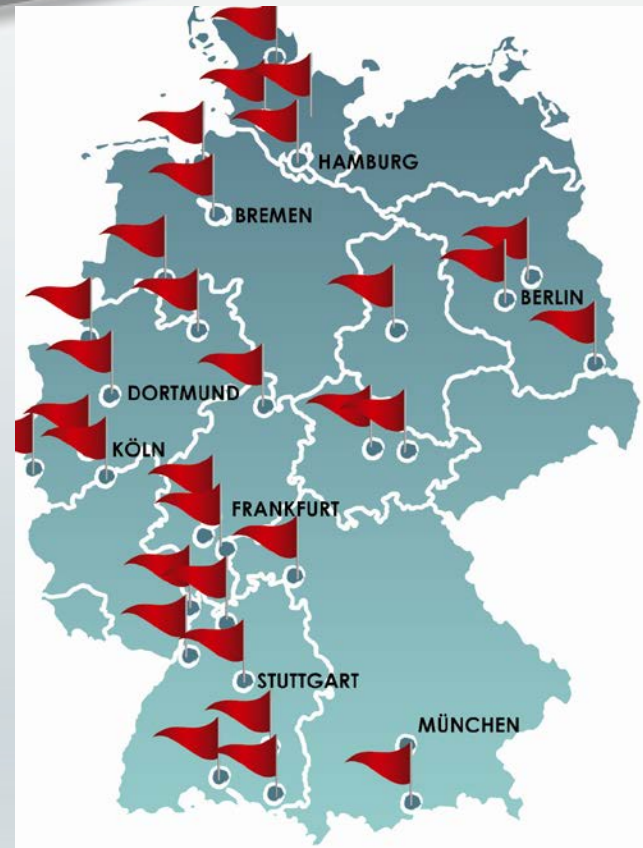 HAMBURG
BREMEN
BERLIN
DORTMUND
KÖLN
FRANKFURT
STUTTGART
MÜNCHEN